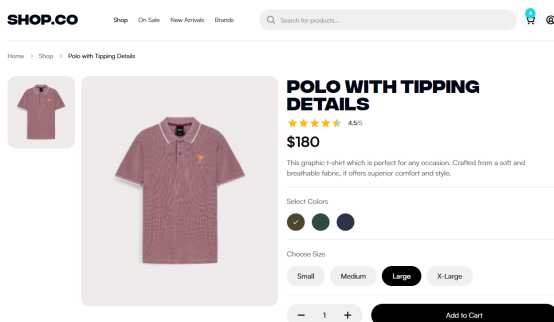 SHOP.CO
Shop On Sale New Arrivals Brands
Search for products...
4
Home > Shop > Polo with Tipping Details
POLO WITH TIPPING
DETAILS
4.5/5
$180
This graphic t-shirt which is perfect for any occasion. Crafted from a soft and
breathable fabric, it offers superior comfort and style.
Select Colors
Choose Size
Small Medium Large X-Large
− 1 +
Add to Cart